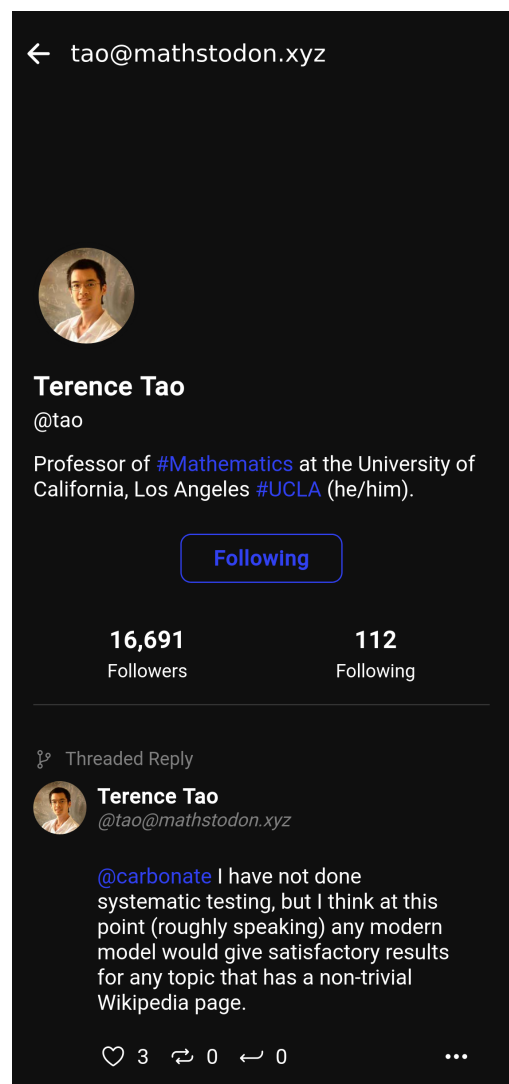 tao@mathstodon.xyz
Terence Tao
@tao
Professor of #Mathematics at the University of
California, Los Angeles #UCLA (he/him).
Following
16,691 112
Followers Following
Threaded Reply
Terence Tao
@tao@mathstodon.xyz
@carbonate I have not done
systematic testing, but I think at this
point (roughly speaking) any modern
model would give satisfactory results
for any topic that has a non-trivial
Wikipedia page.
3 0 0